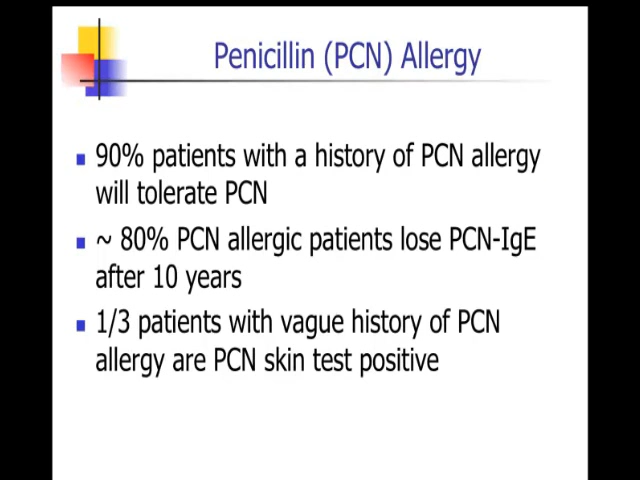 Penicillin (PCN) Allergy
90% patients with a history of PCN allergy
will tolerate PCN
~ 80% PCN allergic patients lose PCN-IgE
after 10 years
1/3 patients with vague history of PCN
allergy are PCN skin test positive